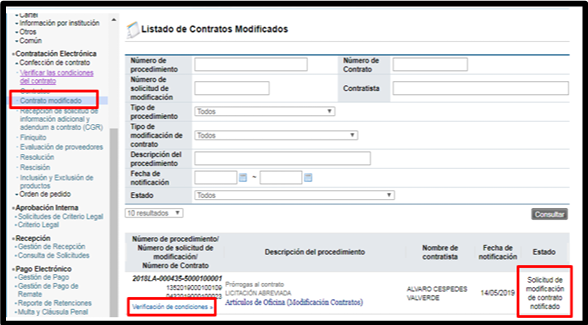 Cartel
Información por institución
Otros
Común
Contratación Electrónica
Confección de contrato
Verificar las condiciones
del contrato
Contratos
Contrato modificado
Recepción de solicitud de
información adicional y
adendum a contrato (CGR)
Finiquito
Evaluación de proveedores
Resolución
Rescisión
Inclusión y Exclusión de
productos
Orden de pedido
Aprobación Interna
Solicitudes de Criterio Legal
Criterio Legal
Recepción
Gestión de Recepción
Consulta de Solicitudes
Pago Electrónico
Gestión de Pago
Gestión de Pago de
Remate
Reporte de Retenciones
Multa y Cláusula Penal
Listado de Contratos Modificados
Número de
procedimiento
Número de
Contrato
Número de
solicitud de
modificación
Contratista
Tipo de
procedimiento
Todos
Tipo de
modificación de
contrato
Todos
Descripción del
procedimiento
Fecha de
notificación
~
Estado
Todos
10 resultados
Consultar
Número de procedimiento/
Número de solicitud de
modificación/
Número de Contrato
Descripción del procedimiento
Nombre de
contratista
Fecha de
notificación
Estado
2018LA-000435-5000100001
1352019000100109
Verificación de condiciones
Prórrogas al contrato
LICITACIÓN ABREVIADA
Artículos de Oficina (Modificación Contratos)
ALVARO CESPEDES
VALVERDE
14/05/2019
Solicitud de
modificación
de contrato
notificado